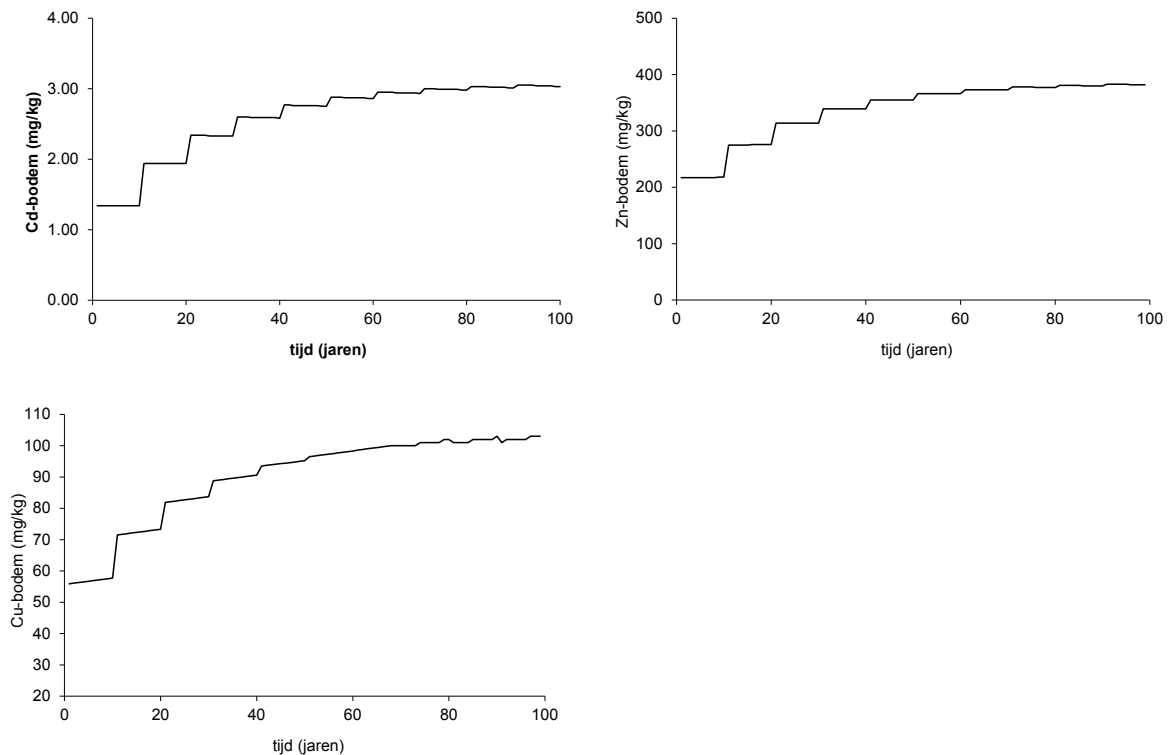 Cd-bodem (mg/kg)
4.00
3.00
2.00
1.00
0.00
0 20 40 60 80 100
tijd (jaren)
Zn-bodem (mg/kg)
500
400
300
200
100
0
0 20 40 60 80 100
tijd (jaren)
Cu-bodem (mg/kg)
110
100
90
80
70
60
50
40
30
20
0 20 40 60 80 100
tijd (jaren)